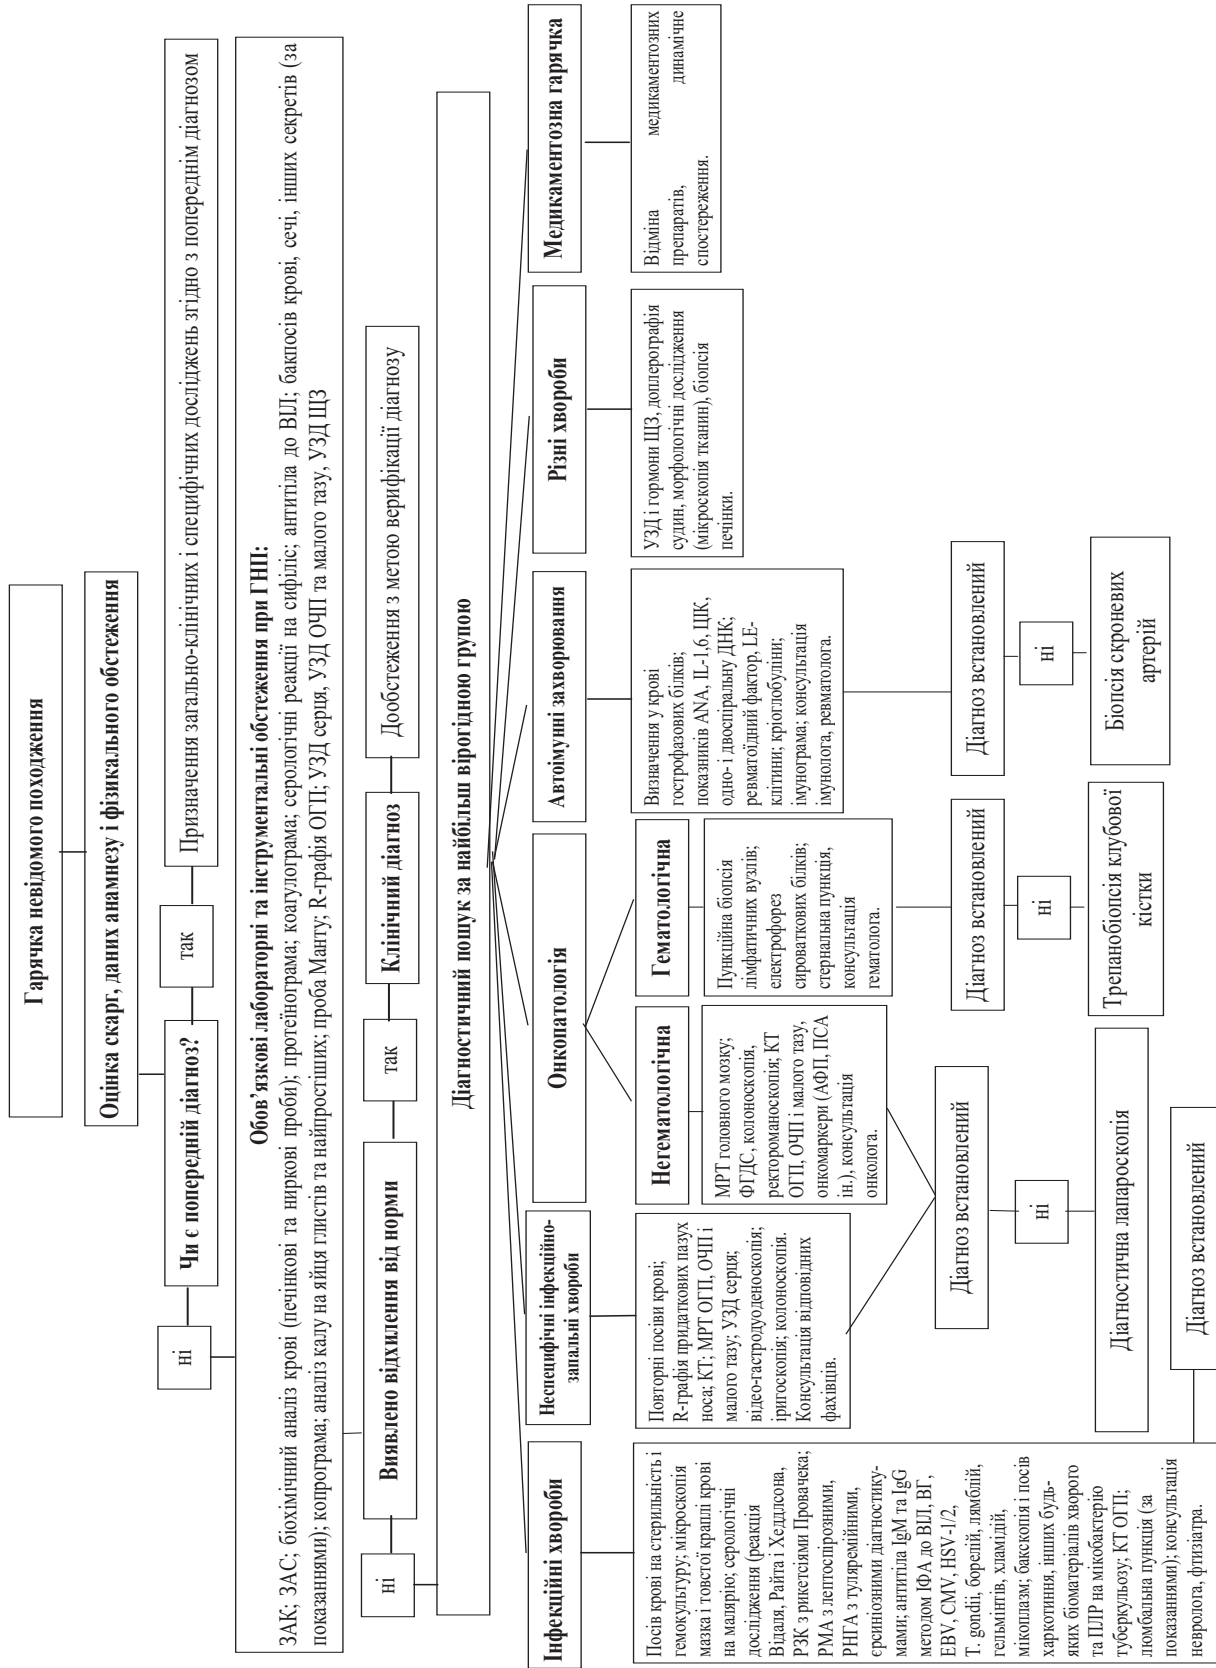 Гарячка невідомого походження
Оцінка скарг, даних анамнезу і фізикального обстеження
ні
Чи є попередній діагноз?
так
Призначення загально-клінічних і специфічних досліджень згідно з попереднім діагнозом
Обов’язкові лабораторні та інструментальні обстеження при ГНП:
ЗАК; ЗАС, біохімічний аналіз крові (печінкові та ниркові проби); протеїнограма; коагулограма; серологічні реакції на сифіліс; антитіла до ВІЛ; бакпосів крові, сечі, інших секретів (за
показаннями); копрограма; аналіз калу на яйця глистів та найпростіших; проба Манту; R-графія ОГП; УЗД серця, УЗД ОЧП та малого тазу, УЗД ЩЗ
ні
Виявлено відхилення від норми
так
Клінічний діагноз
Дообстеження з метою верифікації діагнозу
Діагностичний пошук за найбільш вірогідною групою
Інфекційні хвороби
Посів крові на стерильність і
гемокультуру; мікроскопія
мазка і товстої краплі крові
на малярію; серологічні
дослідження (реакція
Відаля, Райта і Хеддлсона,
РЗК з рикетсіями Провачека;
РМА з лептоспірозними,
РНГА з туляремійними,
єрсиніозними діагностику-
мами; антитіла IgM та IgG
методом ІФА до ВІЛ, ВГ,
EBV, CMV, HSV-1/2,
T. gondii, борелій, лямблій,
гельмінтів, хламідій,
мікоплазм; бакскопія і посів
харкотиння, інших будь-
яких біоматеріалів хворого
та ПЛР на мікобактерію
туберкульозу; КТ ОГП;
люмбальна пункція (за
показаннями); консультація
невролога, фтизіатра.
Діагноз встановлений
Неспецифічні інфекційно-
запальні хвороби
Повторні посіви крові;
R-графія придаткових пазух
носа; КТ; МРТ ОГП, ОЧП і
малого тазу; УЗД серця;
відео-гастродуоденоскопія;
іригоскопія; колоноскопія.
Консультація відповідних
фахівців.
Онкопатологія
Негематологічна
МРТ головного мозку;
ФГДС, колоноскопія,
ректороманоскопія; КТ
ОГП, ОЧП і малого тазу,
онкомаркери (АФП, ПСА
ін.), консультація
онколога.
Діагноз встановлений
ні
Діагностична лапароскопія
Гематологічна
Пункційна біопсія
лімфатичних вузлів;
електрофорез
сироваткових білків;
стернальна пункція,
консультація
гематолога.
Діагноз встановлений
ні
Трепанобіопсія клубової
кістки
Автоімунні захворювання
Визначення у крові
гострофазових білків;
показників ANA, IL-1,6, ЦІК,
одно- і двоспіральну ДНК;
ревматоїдний фактор, LE-
клітини; кріоглобуліни;
імунограма; консультація
імунолога, ревматолога.
Діагноз встановлений
ні
Біопсія скроневих
артерій
Різні хвороби
УЗД і гормони ЩЗ, доплерографія
судин, морфологічні дослідження
(мікроскопія тканин), біопсія
печінки.
Медикаментозна гарячка
Відміна медикаментозних
препаратів, динамічне
спостереження.